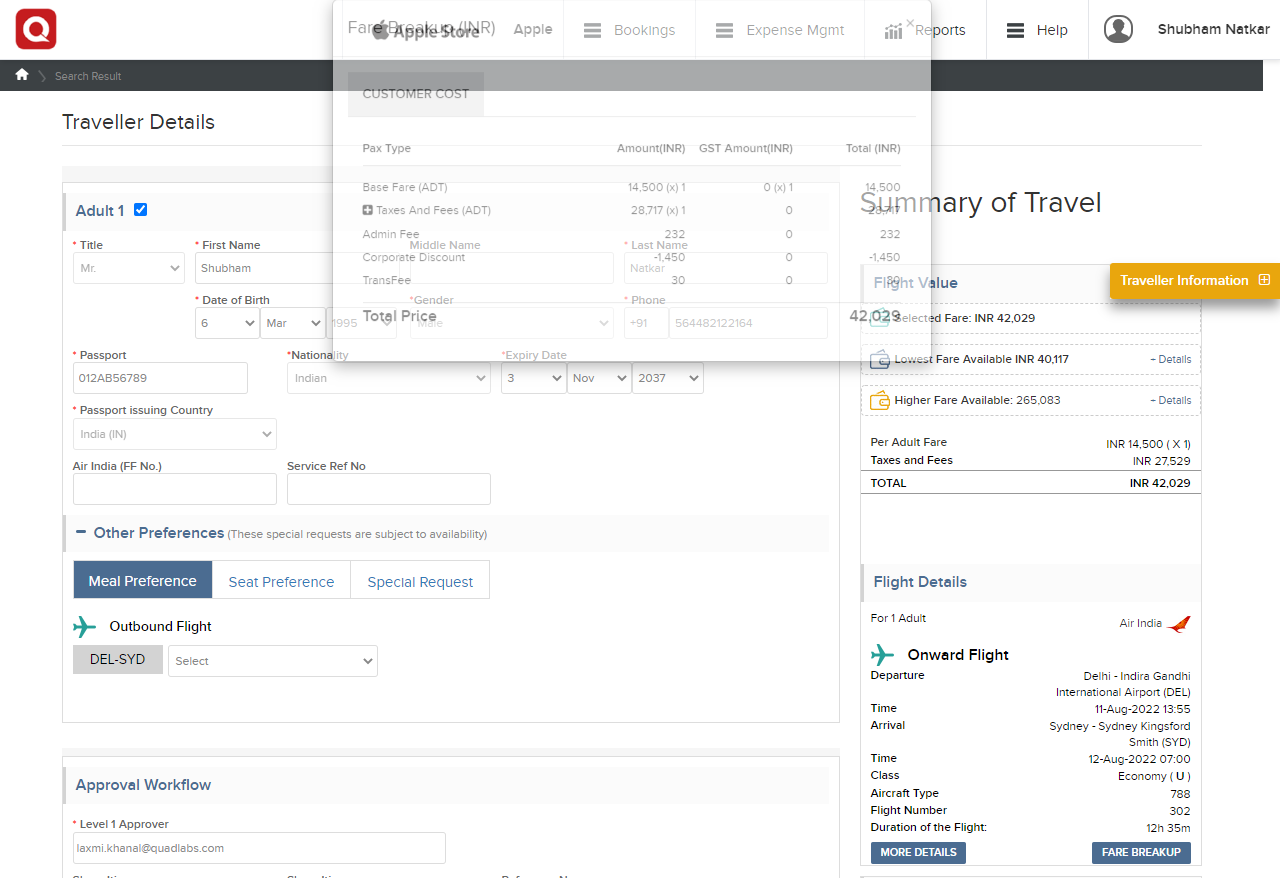 Fare Breakup (INR)
Apple Store
Apple
Bookings
Expense Mgmt
×
Reports
Help
Shubham Natkar
Search Result
CUSTOMER COST
Traveller Details
Pax Type Amount(INR) GST Amount(INR) Total (INR)
Base Fare (ADT) 14,500 (x) 1 0 (x) 1 14,500
Taxes And Fees (ADT) 28,717 (x) 1 0 28,717
Admin Fee 232 0 232
Corporate Discount -1,450 0 -1,450
TransFee 30 0 30
Total Price 42,029
Adult 1
* Title * First Name Middle Name * Last Name
Mr. Shubham Natkar
* Date of Birth *Gender * Phone
6 Mar 1995 Male +91 564482122164
* Passport *Nationality *Expiry Date
012AB56789 Indian 3 Nov 2037
* Passport issuing Country
India (IN)
Air India (FF No.) Service Ref No
Other Preferences (These special requests are subject to availability)
Meal Preference Seat Preference Special Request
Outbound Flight
DEL-SYD Select
Approval Workflow
* Level 1 Approver
laxmi.khanal@quadlabs.com
Summary of Travel
Flight Value
Traveller Information
Selected Fare: INR 42,029
Lowest Fare Available INR 40,117 + Details
Higher Fare Available: 265,083 + Details
Per Adult Fare INR 14,500 ( X 1)
Taxes and Fees INR 27,529
TOTAL INR 42,029
Flight Details
For 1 Adult Air India
Onward Flight
Departure Delhi - Indira Gandhi
International Airport (DEL)
Time 11-Aug-2022 13:55
Arrival Sydney - Sydney Kingsford
Smith (SYD)
Time 12-Aug-2022 07:00
Class Economy ( U )
Aircraft Type 788
Flight Number 302
Duration of the Flight: 12h 35m
MORE DETAILS FARE BREAKUP